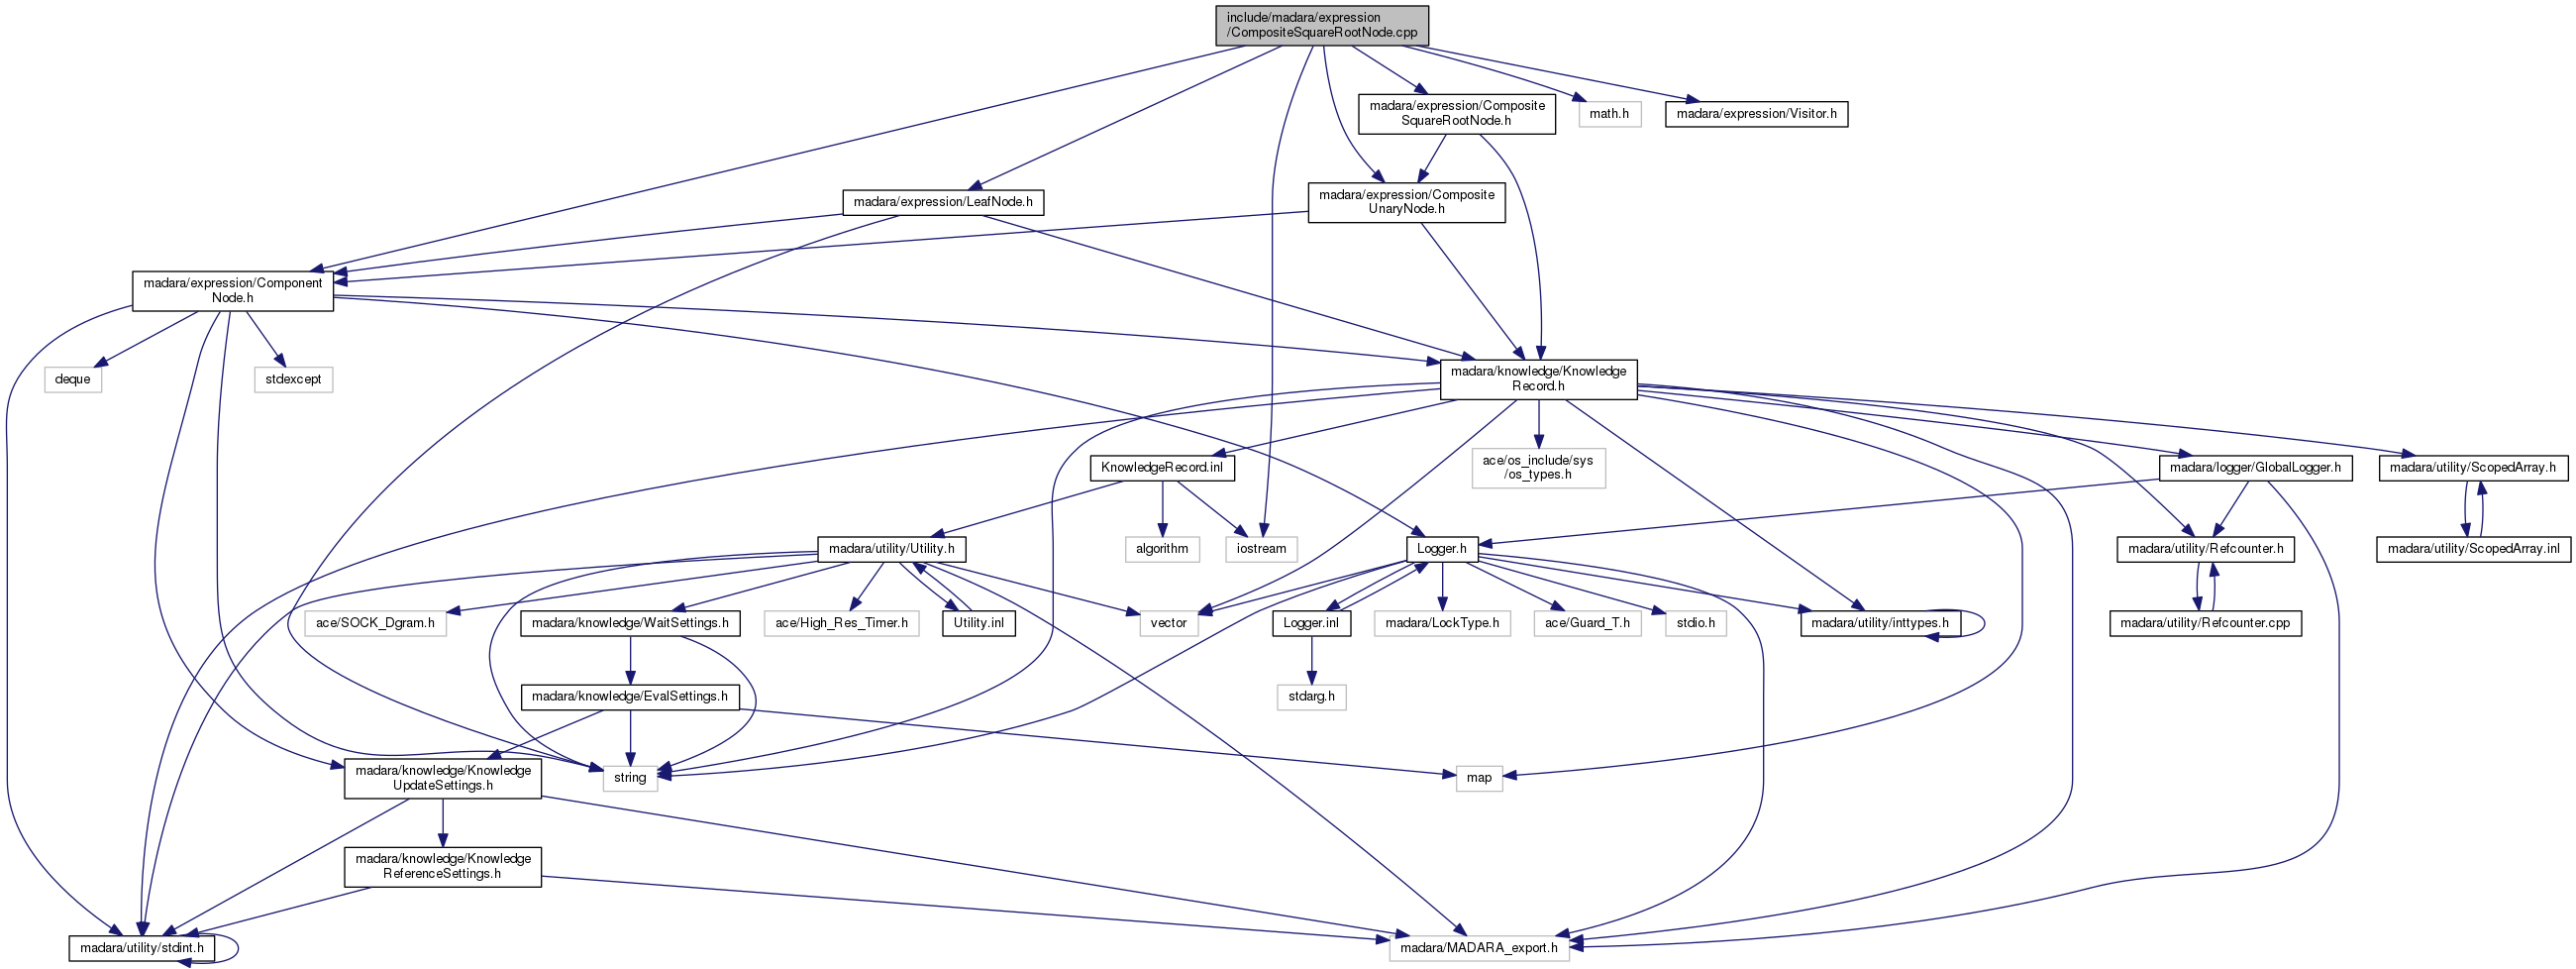 include/madara/expression
/CompositeSquareRootNode.cpp
madara/expression/Composite
SquareRootNode.h
math.h
madara/expression/Visitor.h
madara/expression/LeafNode.h
madara/expression/Composite
UnaryNode.h
madara/expression/Component
Node.h
deque
stdexcept
madara/knowledge/Knowledge
Record.h
KnowledgeRecord.inl
ace/os_include/sys
/os_types.h
madara/logger/GlobalLogger.h
madara/utility/ScopedArray.h
madara/utility/Utility.h
algorithm
iostream
Logger.h
madara/utility/Refcounter.h
madara/utility/ScopedArray.inl
ace/SOCK_Dgram.h
madara/knowledge/WaitSettings.h
ace/High_Res_Timer.h
Utility.inl
vector
Logger.inl
madara/LockType.h
ace/Guard_T.h
stdio.h
madara/utility/inttypes.h
madara/utility/Refcounter.cpp
madara/knowledge/EvalSettings.h
stdarg.h
madara/knowledge/Knowledge
UpdateSettings.h
string
map
madara/knowledge/Knowledge
ReferenceSettings.h
madara/utility/stdint.h
madara/MADARA_export.h